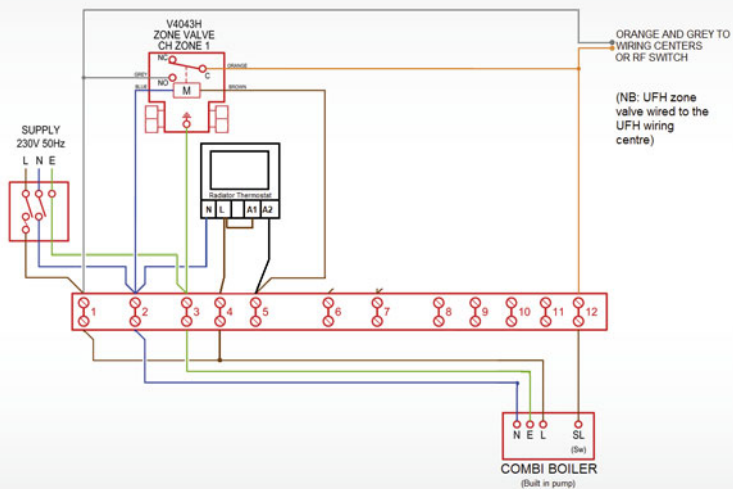 V4043H
ZONE VALVE
CH ZONE 1
NC
ORANGE
C
GREY
NO
BLUE
M
BROWN
ORANGE AND GREY TO
WIRING CENTERS
OR RF SWITCH
(NB: UFH zone
valve wired to the
UFH wiring
centre)
SUPPLY
230V 50Hz
L N E
Radiator Thermostat
N L A1 A2
1 2 3 4 5 6 7 8 9 10 11 12
N E L SL
(Sw)
COMBI BOILER
(Built in pump)